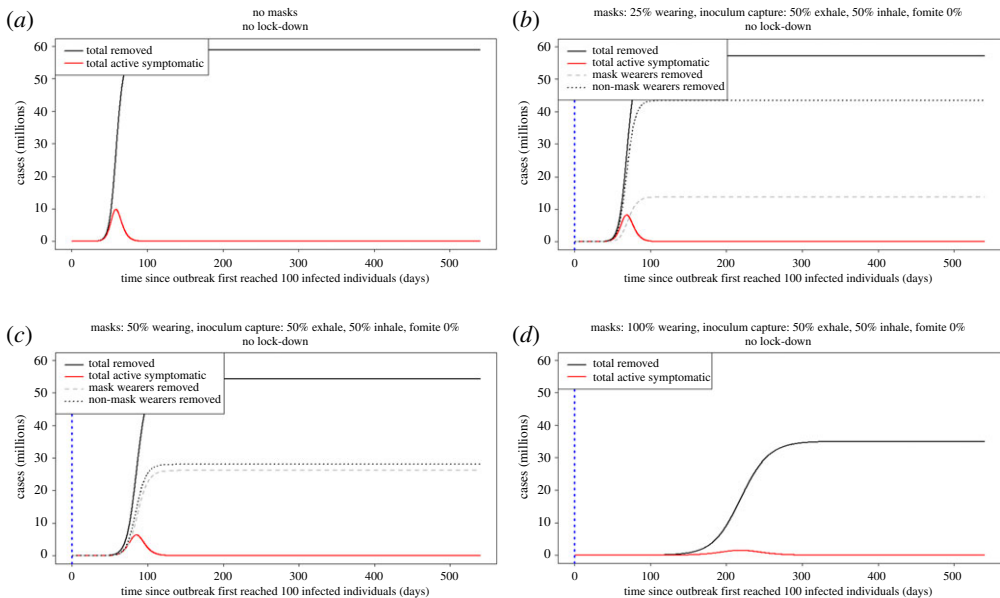 (a)
no masks
no lock-down
total removed
total active symptomatic
cases (millions)
60
50
40
30
20
10
0
0 100 200 300 400 500
time since outbreak first reached 100 infected individuals (days)
(b)
masks: 25% wearing, inoculum capture: 50% exhale, 50% inhale, fomite 0%
no lock-down
total removed
total active symptomatic
mask wearers removed
non-mask wearers removed
cases (millions)
60
50
40
30
20
10
0
0 100 200 300 400 500
time since outbreak first reached 100 infected individuals (days)
(c)
masks: 50% wearing, inoculum capture: 50% exhale, 50% inhale, fomite 0%
no lock-down
total removed
total active symptomatic
mask wearers removed
non-mask wearers removed
cases (millions)
60
50
40
30
20
10
0
0 100 200 300 400 500
time since outbreak first reached 100 infected individuals (days)
(d)
masks: 100% wearing, inoculum capture: 50% exhale, 50% inhale, fomite 0%
no lock-down
total removed
total active symptomatic
cases (millions)
60
50
40
30
20
10
0
0 100 200 300 400 500
time since outbreak first reached 100 infected individuals (days)